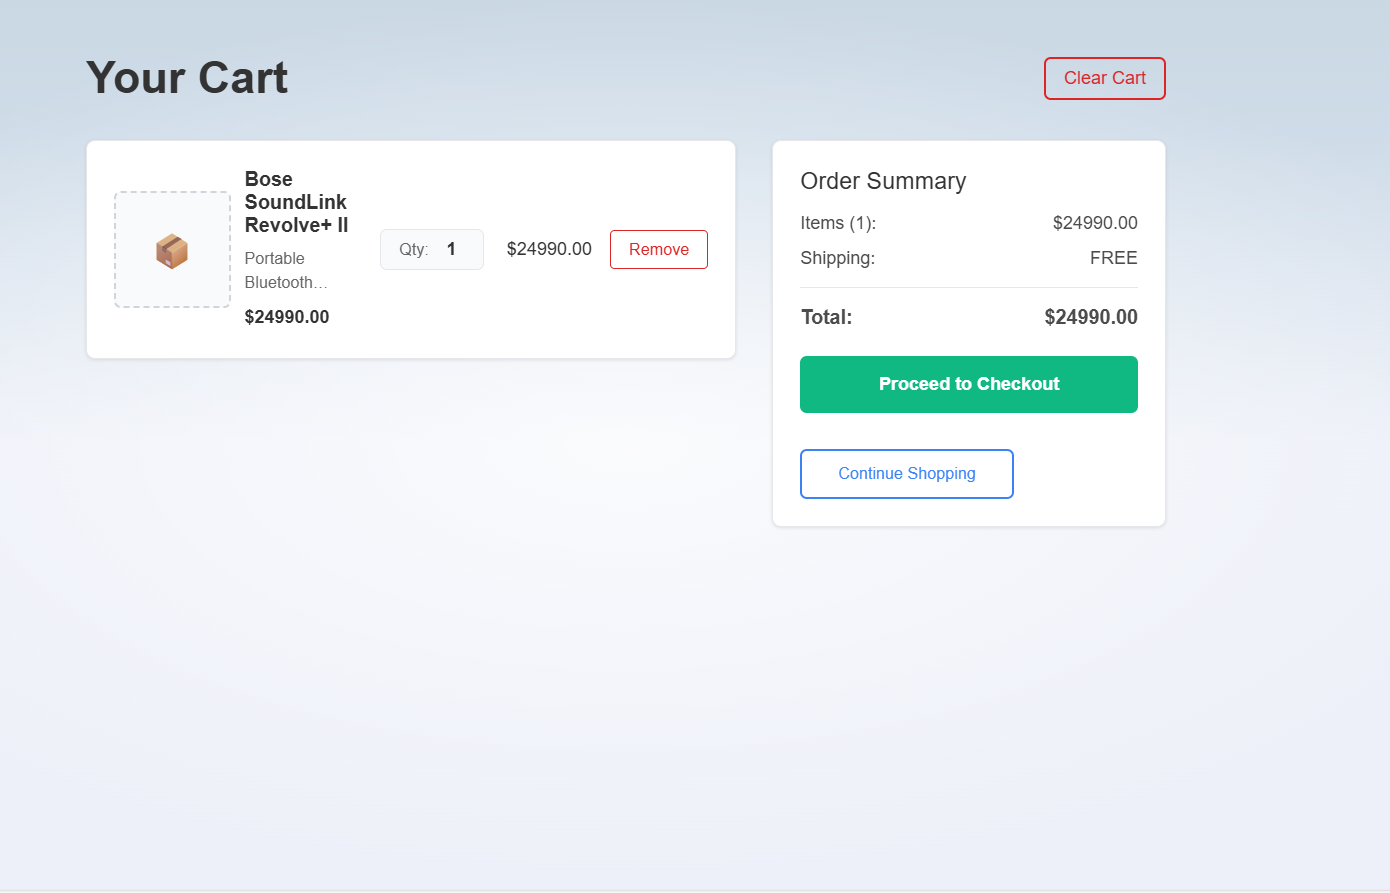 Your Cart
Clear Cart
Bose
SoundLink
Revolve+ II
Portable
Bluetooth...
$24990.00
Qty: 1
$24990.00
Remove
Order Summary
Items (1): $24990.00
Shipping: FREE
Total: $24990.00
Proceed to Checkout
Continue Shopping